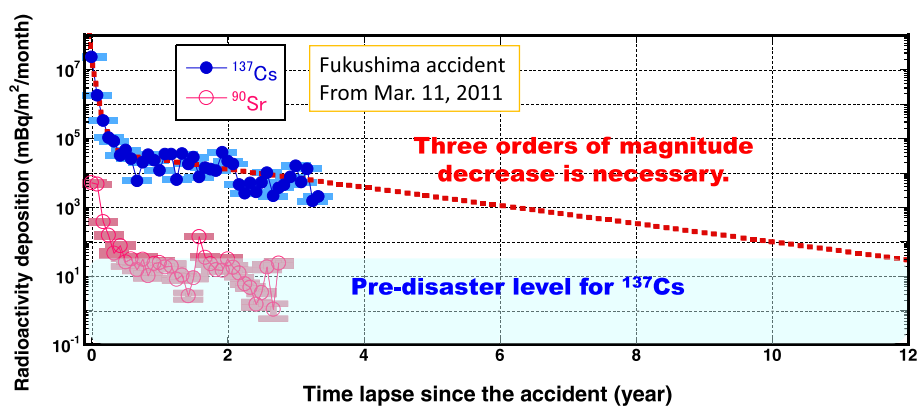 Radioactivity deposition (mBq/m²/month)
10⁷
10⁵
10³
10¹
10⁻¹
¹³⁷Cs
⁹⁰Sr
Fukushima accident
From Mar. 11, 2011
Three orders of magnitude
decrease is necessary.
Pre-disaster level for ¹³⁷Cs
0 2 4 6 8 10 12
Time lapse since the accident (year)